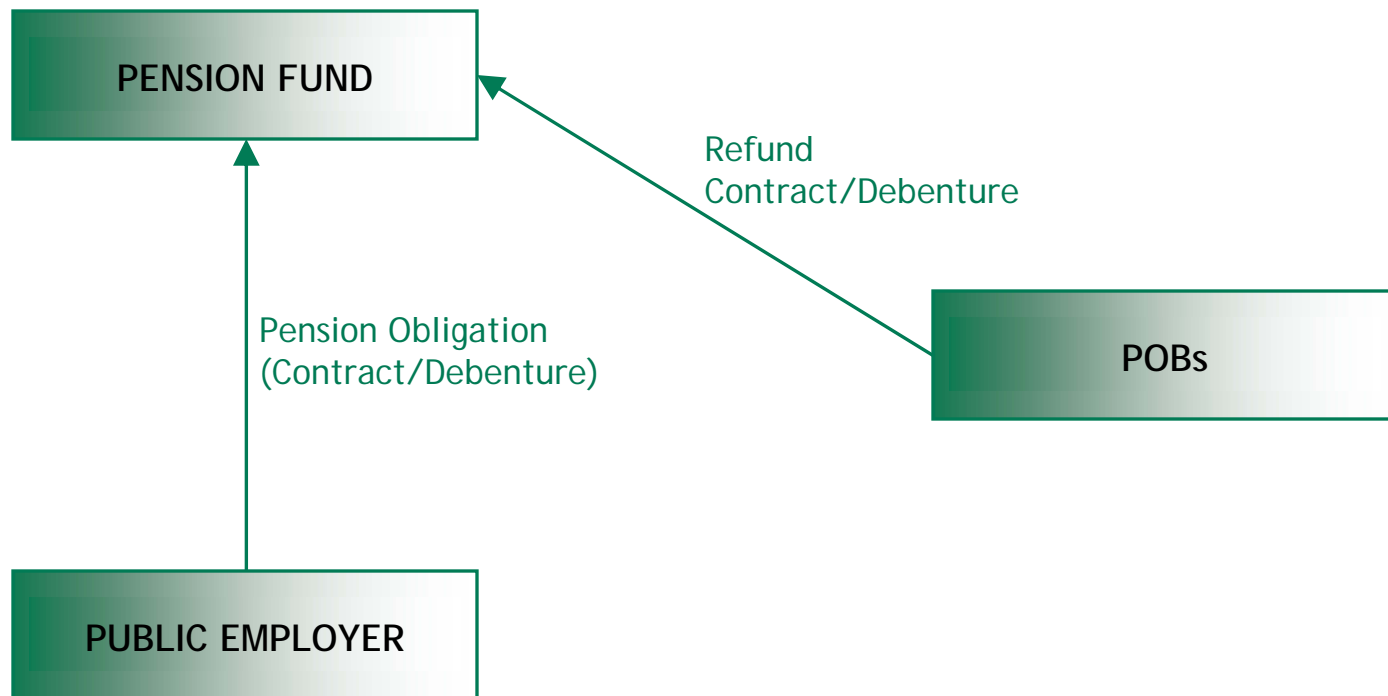 PENSION FUND
Refund
Contract/Debenture
Pension Obligation
(Contract/Debenture)
POBs
PUBLIC EMPLOYER